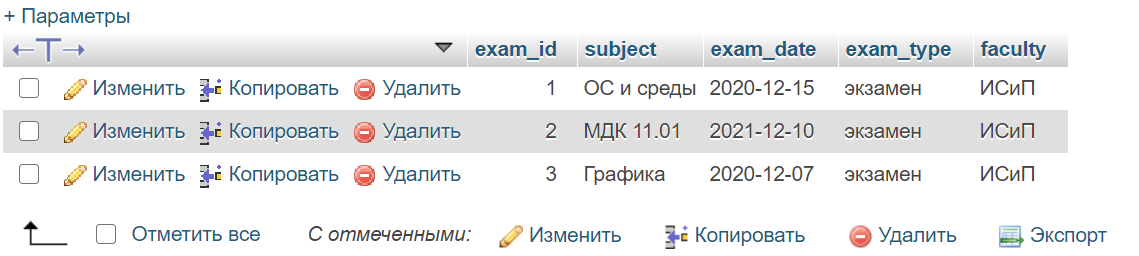 + Параметры
←T→ exam_id subject exam_date exam_type faculty
Изменить Копировать Удалить 1 ОС и среды 2020-12-15 экзамен ИСиП
Изменить Копировать Удалить 2 МДК 11.01 2021-12-10 экзамен ИСиП
Изменить Копировать Удалить 3 Графика 2020-12-07 экзамен ИСиП
Отметить все С отмеченными: Изменить Копировать Удалить Экспорт